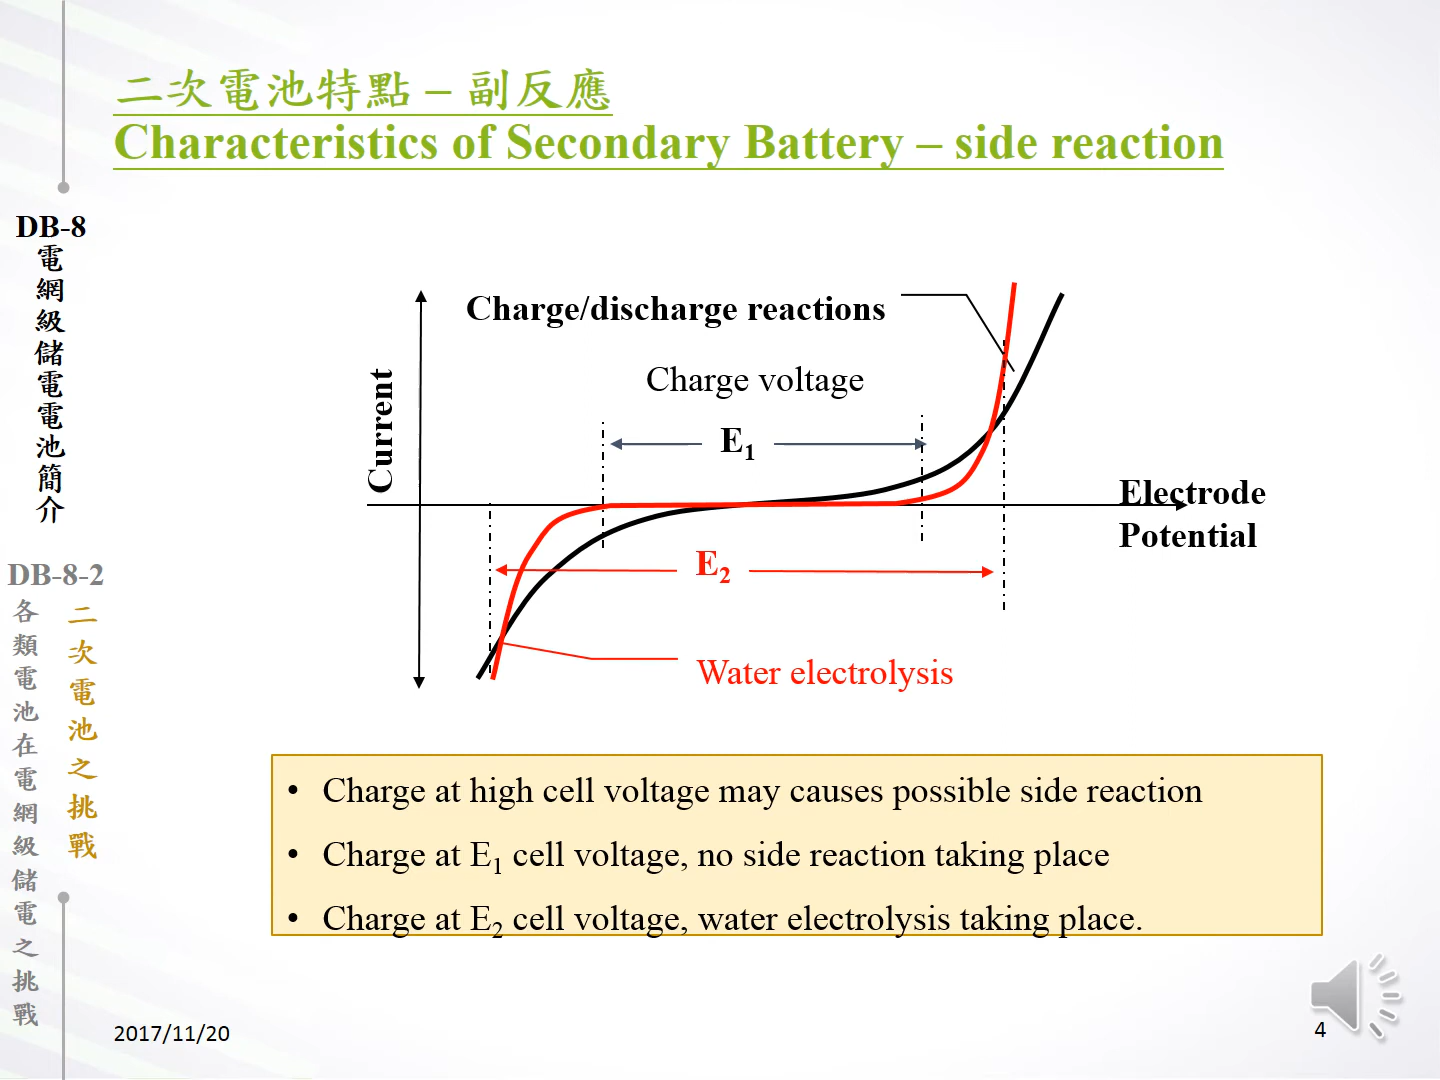 二次電池特點 – 副反應
Characteristics of Secondary Battery – side reaction
DB-8
電網級儲電電池簡介
DB-8-2
各類電池在電網級儲電之挑戰
二次電池之挑戰
Charge/discharge reactions
Charge voltage
Current
E1
Electrode
Potential
E2
Water electrolysis
• Charge at high cell voltage may causes possible side reaction
• Charge at E1 cell voltage, no side reaction taking place
• Charge at E2 cell voltage, water electrolysis taking place.
2017/11/20
4